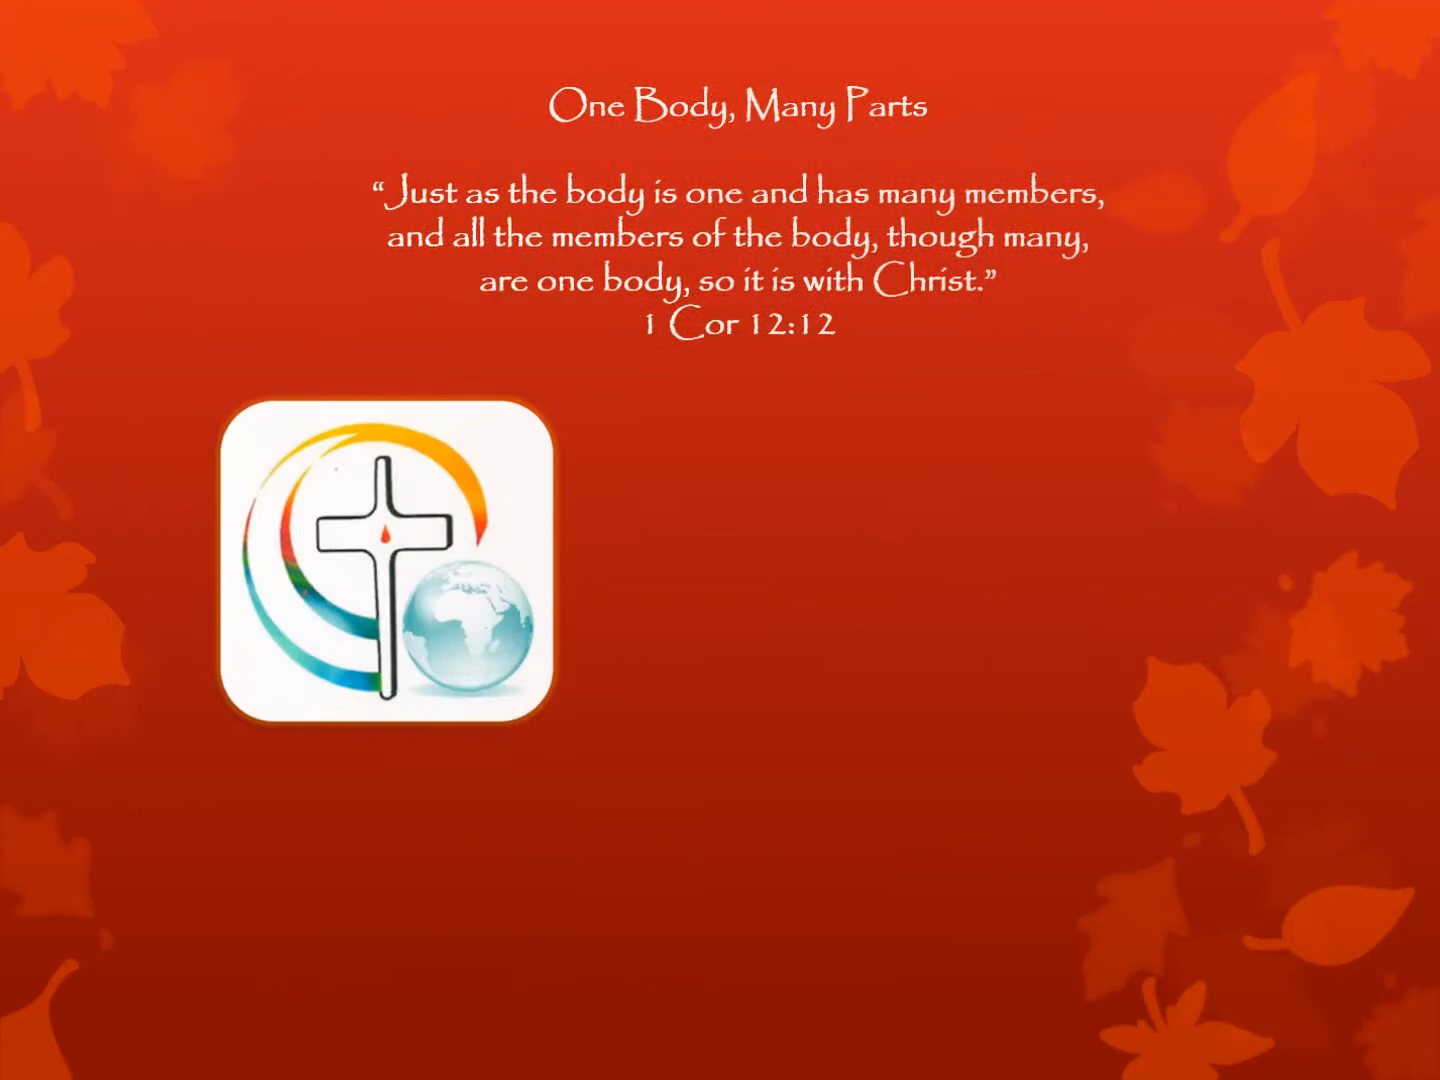 One Body, Many Parts
“Just as the body is one and has many members,
and all the members of the body, though many,
are one body, so it is with Christ.”
1 Cor 12:12